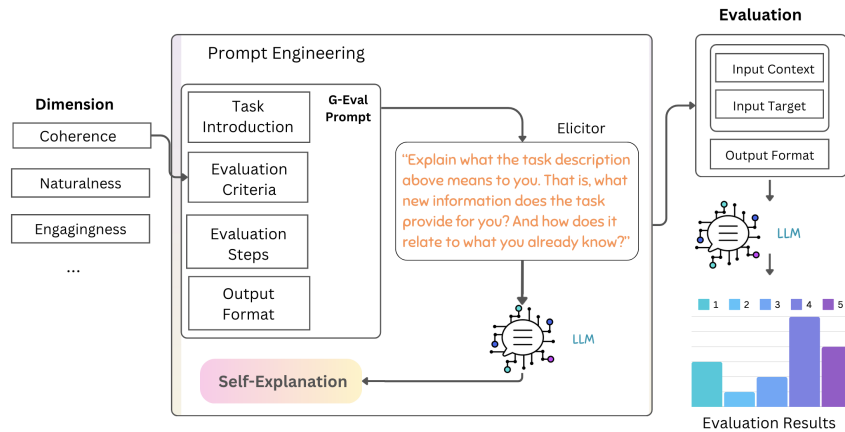 Dimension
Coherence
Naturalness
Engagingness
...
Prompt Engineering
Task
Introduction
Evaluation
Criteria
Evaluation
Steps
Output
Format
G-Eval
Prompt
Elicitor
"Explain what the task description
above means to you. That is, what
new information does the task
provide for you? And how does it
relate to what you already know?"
LLM
Self-Explanation
Evaluation
Input Context
Input Target
Output Format
LLM
1 2 3 4 5
Evaluation Results